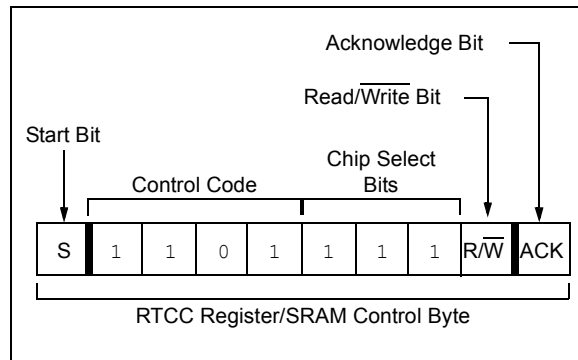 Acknowledge Bit
Read/Write Bit
Start Bit
Chip Select
Control Code Bits
S 1 1 0 1 1 1 1 R/W ACK
RTCC Register/SRAM Control Byte